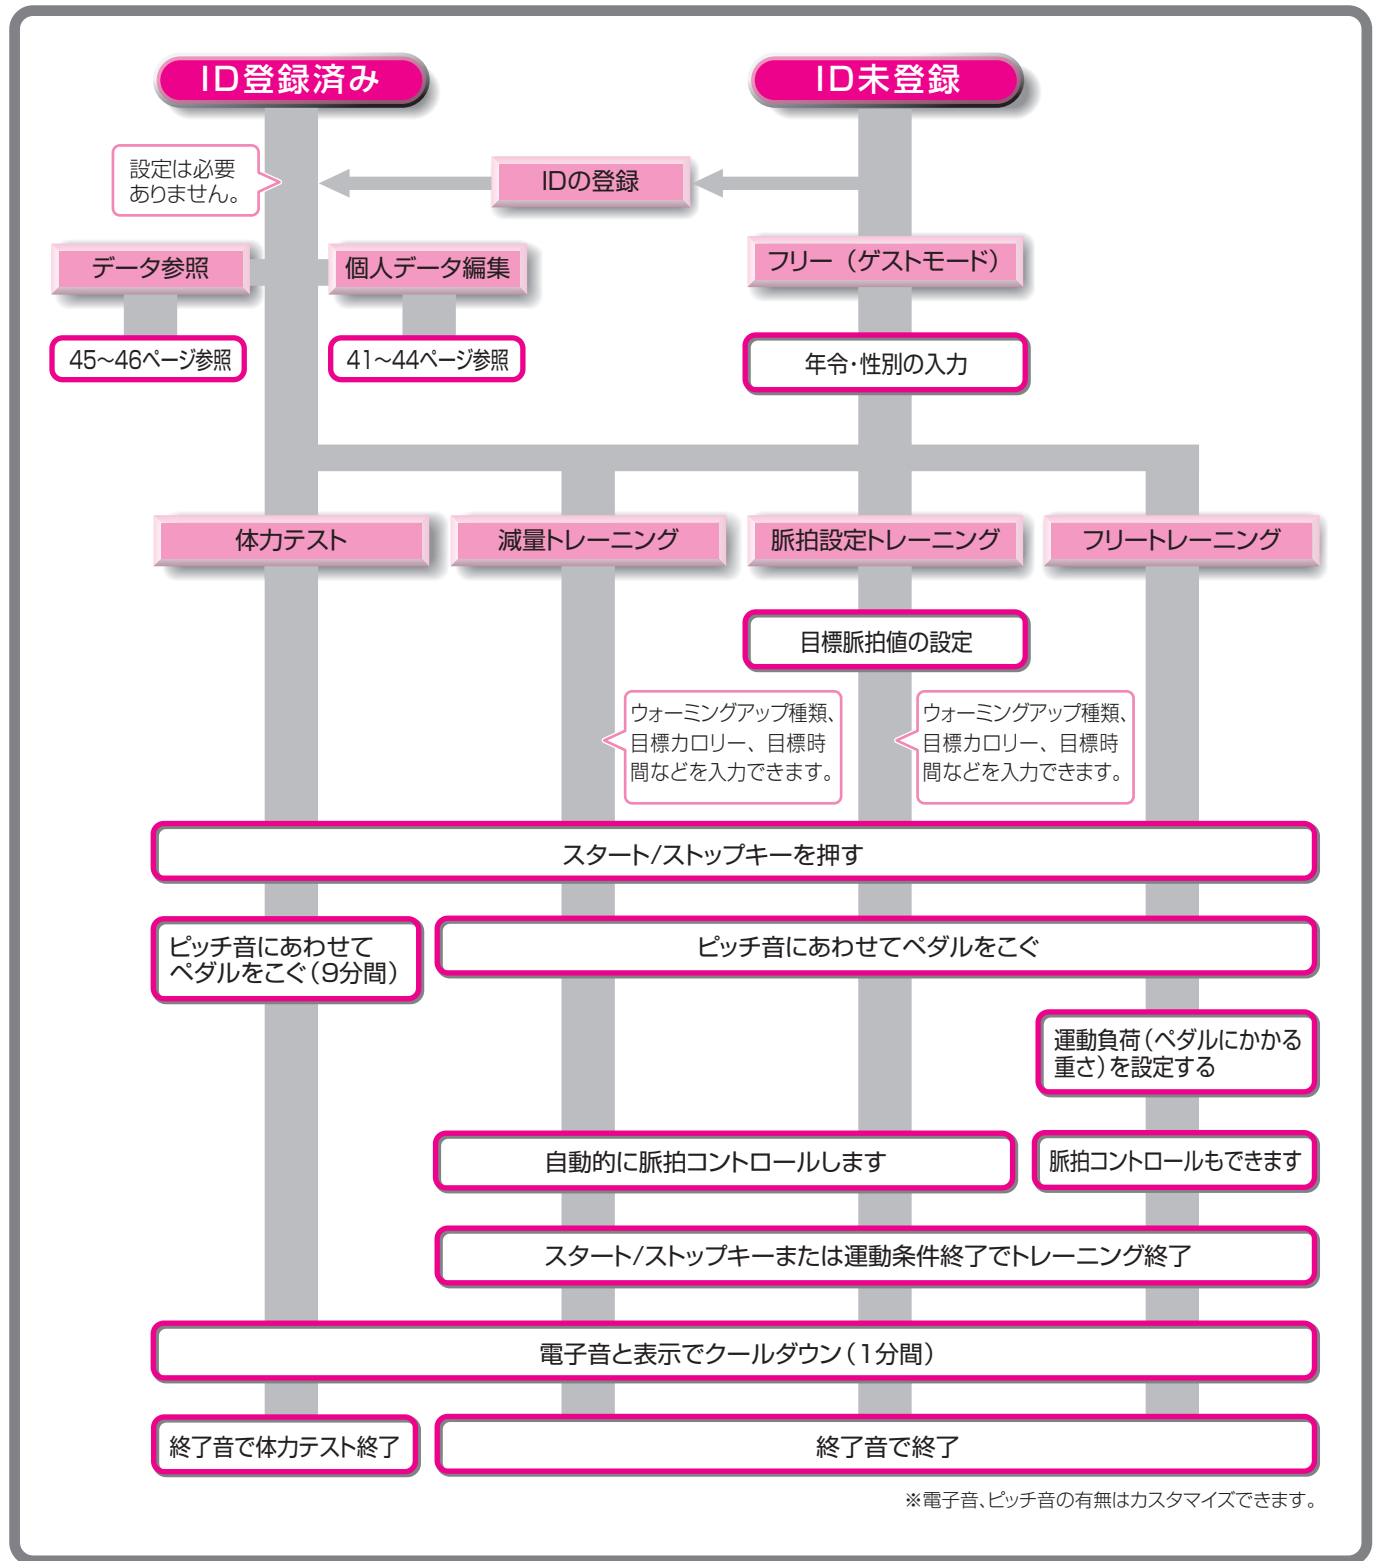 ID登録済み
ID未登録
設定は必要
ありません。
IDの登録
データ参照
個人データ編集
フリー（ゲストモード）
45〜46ページ参照
41〜44ページ参照
年令・性別の入力
体力テスト
減量トレーニング
脈拍設定トレーニング
フリートレーニング
目標脈拍値の設定
ウォーミングアップ種類、
目標カロリー、目標時
間などを入力できます。
ウォーミングアップ種類、
目標カロリー、目標時
間などを入力できます。
スタート/ストップキーを押す
ピッチ音にあわせて
ペダルをこぐ（9分間）
ピッチ音にあわせてペダルをこぐ
運動負荷（ペダルにかかる
重さ）を設定する
自動的に脈拍コントロールします
脈拍コントロールもできます
スタート/ストップキーまたは運動条件終了でトレーニング終了
電子音と表示でクールダウン（1分間）
終了音で体力テスト終了
終了音で終了
※電子音、ピッチ音の有無はカスタマイズできます。